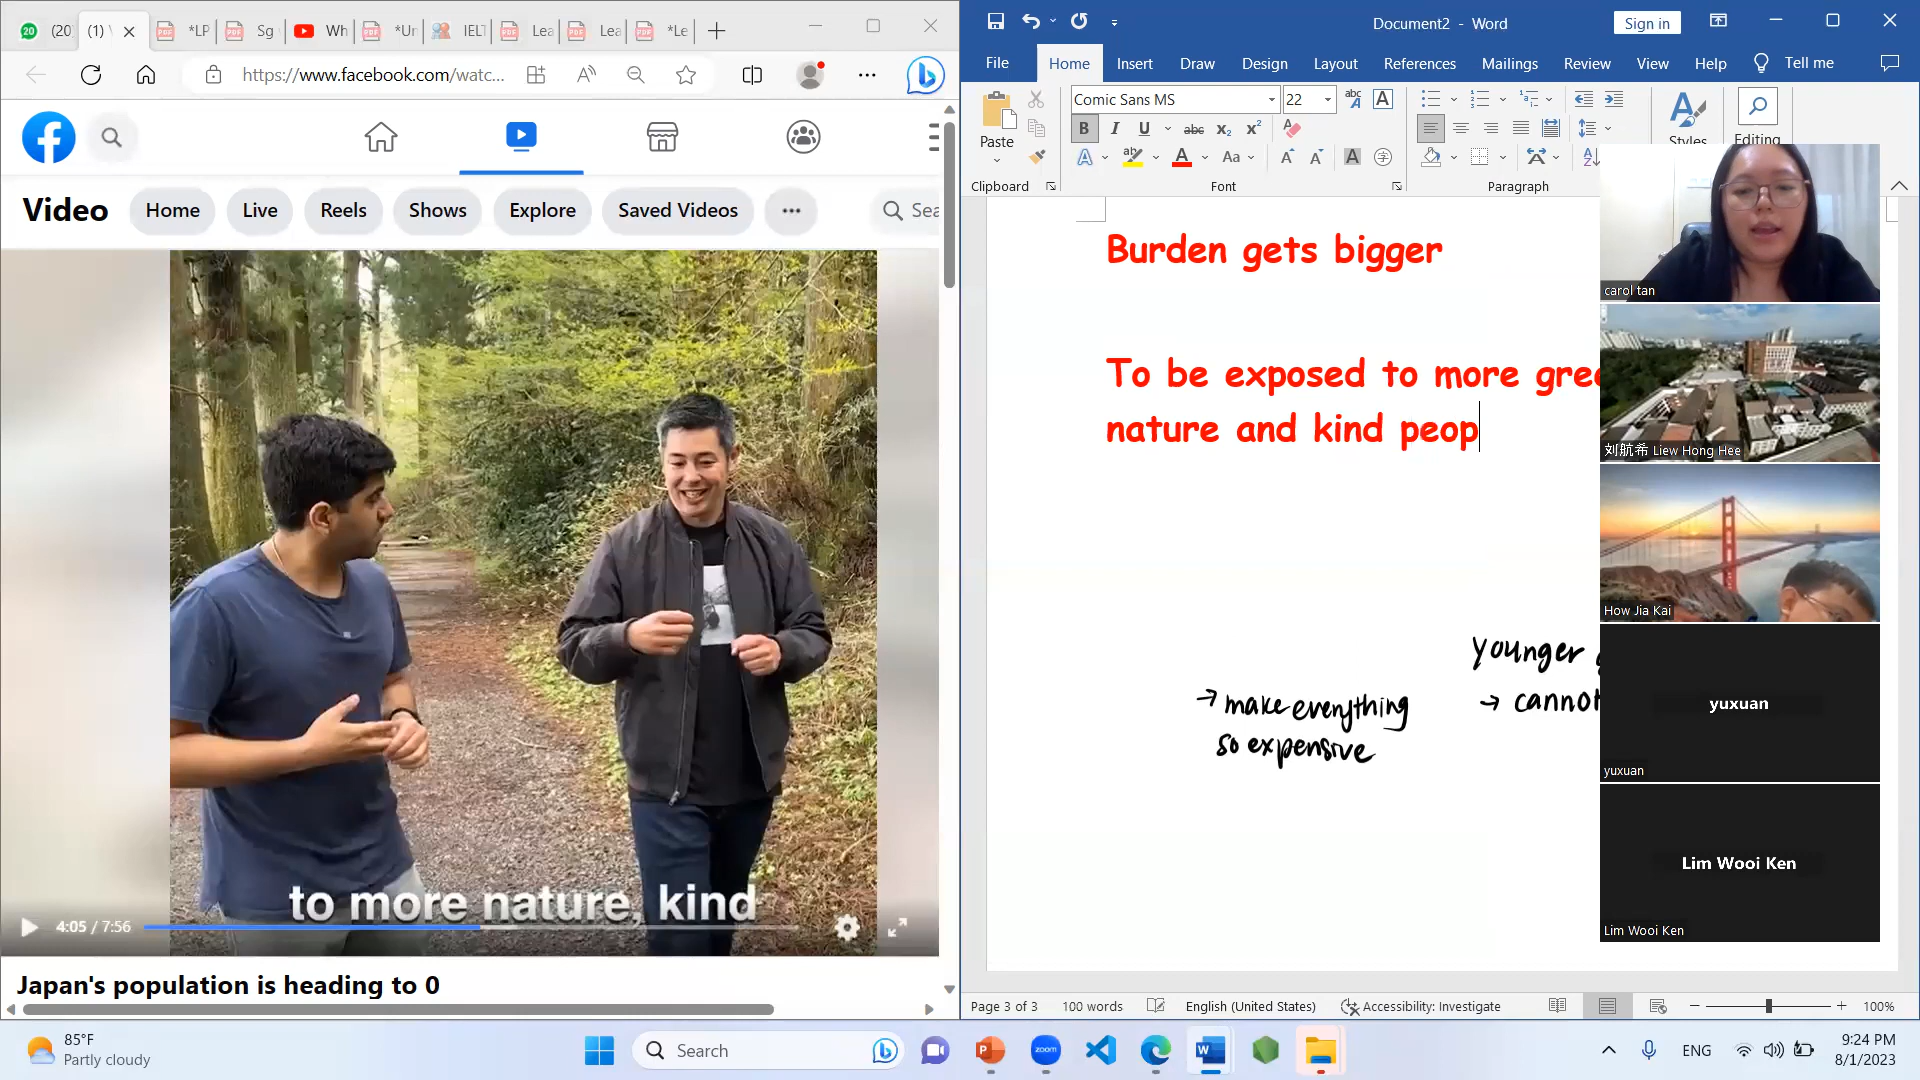 (20
(1) V
*LP
Sg
Wh
*Ur
IELT
Lea
Lea
*Le
https://www.facebook.com/watc...
Video
Home
Live
Reels
Shows
Explore
Saved Videos
Sea
to more nature, kind
4:05 / 7:56
Japan's population is heading to 0
Document2 - Word
Sign in
File
Home
Insert
Draw
Design
Layout
References
Mailings
Review
View
Help
Tell me
Paste
Clipboard
Comic Sans MS
22
Font
Paragraph
Styles
Editing
Burden gets bigger
To be exposed to more gree
nature and kind peop
→ make everything
so expensive
younger
→ cannot
carol tan
刘航希 Liew Hong Hee
How Jia Kai
yuxuan
yuxuan
Lim Wooi Ken
Lim Wooi Ken
Page 3 of 3
100 words
English (United States)
Accessibility: Investigate
100%
85°F
Partly cloudy
Search
zoom
ENG
9:24 PM
8/1/2023